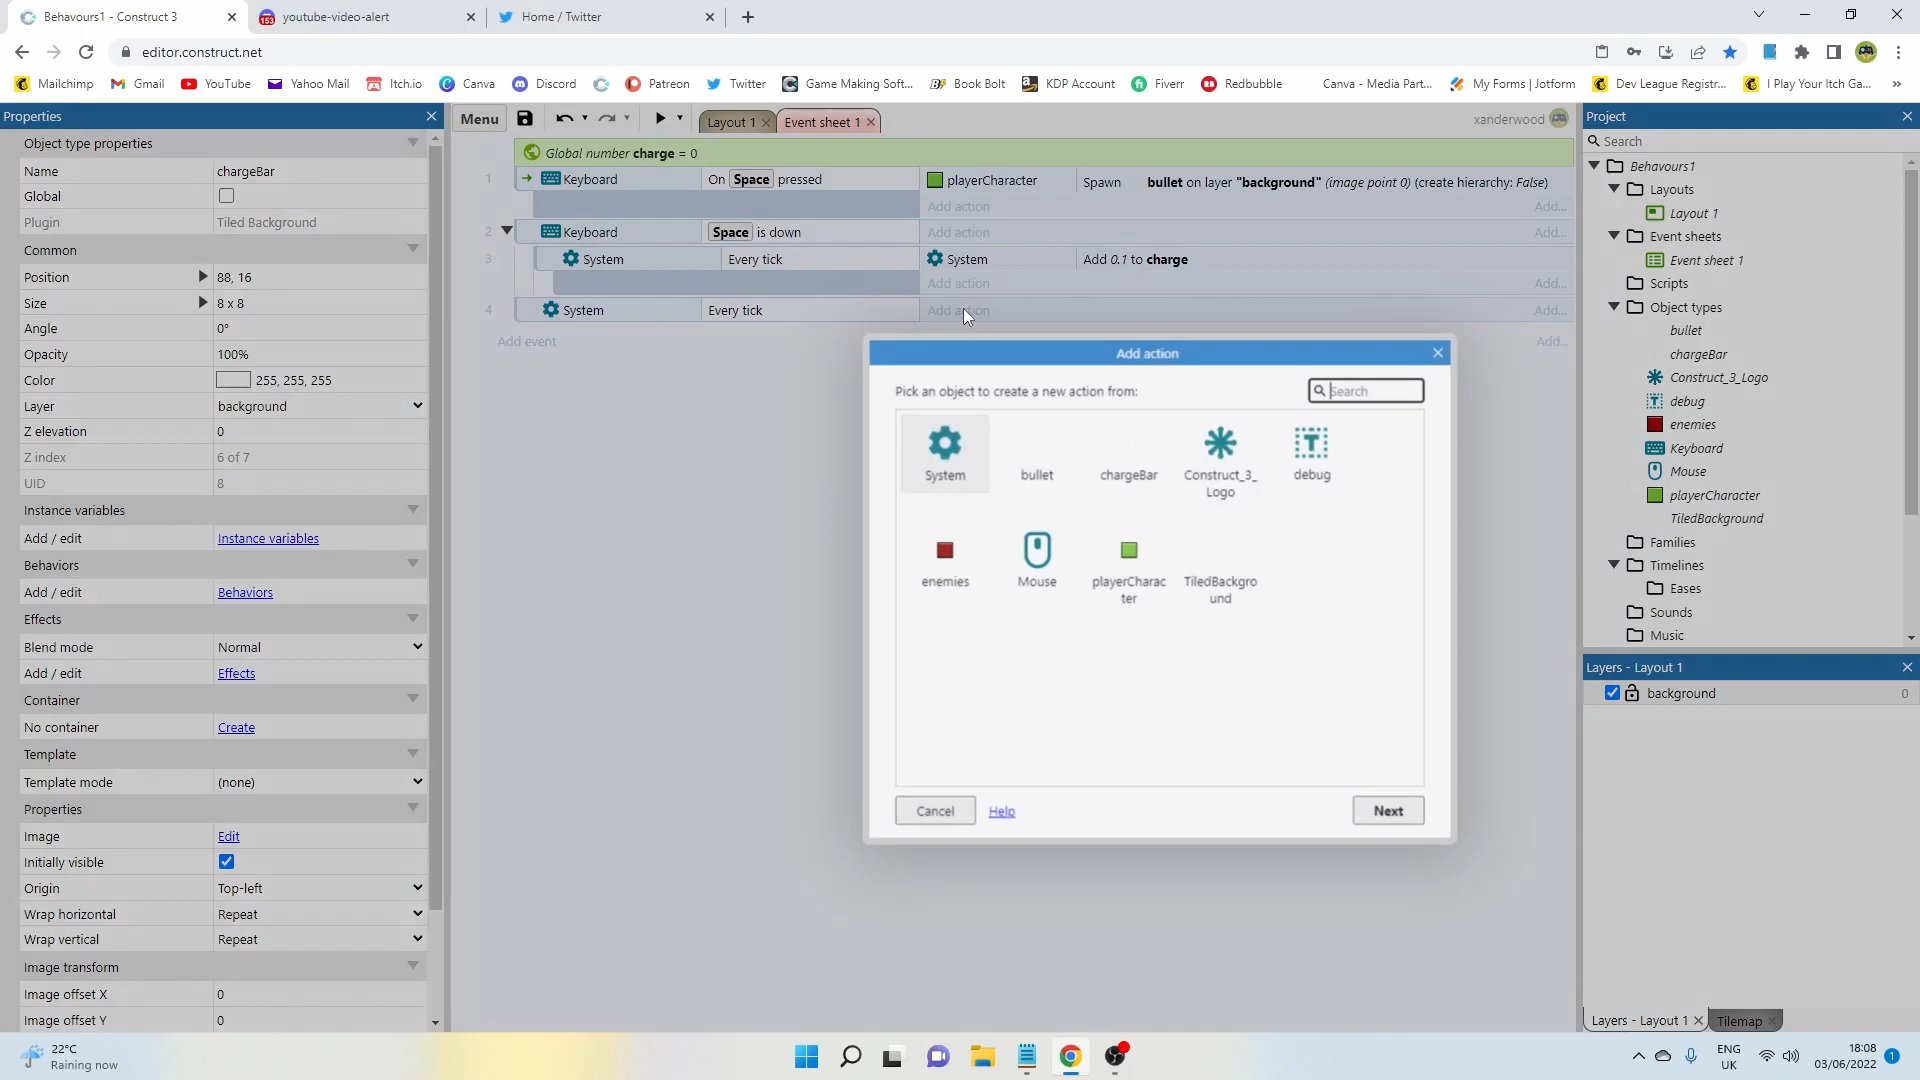 Behavours1 - Construct 3
youtube-video-alert
Home / Twitter
editor.construct.net
Mailchimp
Gmail
YouTube
Yahoo Mail
Itch.io
Canva
Discord
Patreon
Twitter
Game Making Soft...
Book Bolt
KDP Account
Fiverr
Redbubble
Canva - Media Part...
My Forms | Jotform
Dev League Registr...
I Play Your Itch Ga...
Properties
Object type properties
Name chargeBar
Global
Plugin Tiled Background
Common
Position 88, 16
Size 8 x 8
Angle 0°
Opacity 100%
Color 255, 255, 255
Layer background
Z elevation 0
Z index 6 of 7
UID 8
Instance variables
Add / edit Instance variables
Behaviors
Add / edit Behaviors
Effects
Blend mode Normal
Add / edit Effects
Container
No container Create
Template
Template mode (none)
Properties
Image Edit
Initially visible
Origin Top-left
Wrap horizontal Repeat
Wrap vertical Repeat
Image transform
Image offset X 0
Image offset Y 0
Menu
Layout 1
Event sheet 1
xanderwood
Global number charge = 0
1 Keyboard On Space pressed playerCharacter Spawn bullet on layer "background" (image point 0) (create hierarchy: False)
Add action Add...
2 Keyboard Space is down Add action Add...
3 System Every tick System Add 0.1 to charge
Add action Add...
4 System Every tick Add action Add...
Add event Add...
Add action
Pick an object to create a new action from:
Search
System
bullet
chargeBar
Construct_3_
Logo
debug
enemies
Mouse
playerCharac
ter
TiledBackgro
und
Cancel
Help
Next
Project
Search
Behavours1
Layouts
Layout 1
Event sheets
Event sheet 1
Scripts
Object types
bullet
chargeBar
Construct_3_Logo
debug
enemies
Keyboard
Mouse
playerCharacter
TiledBackground
Families
Timelines
Eases
Sounds
Music
Layers - Layout 1
background 0
Layers - Layout 1
Tilemap
22°C
Raining now
ENG
UK
18:08
03/06/2022
1